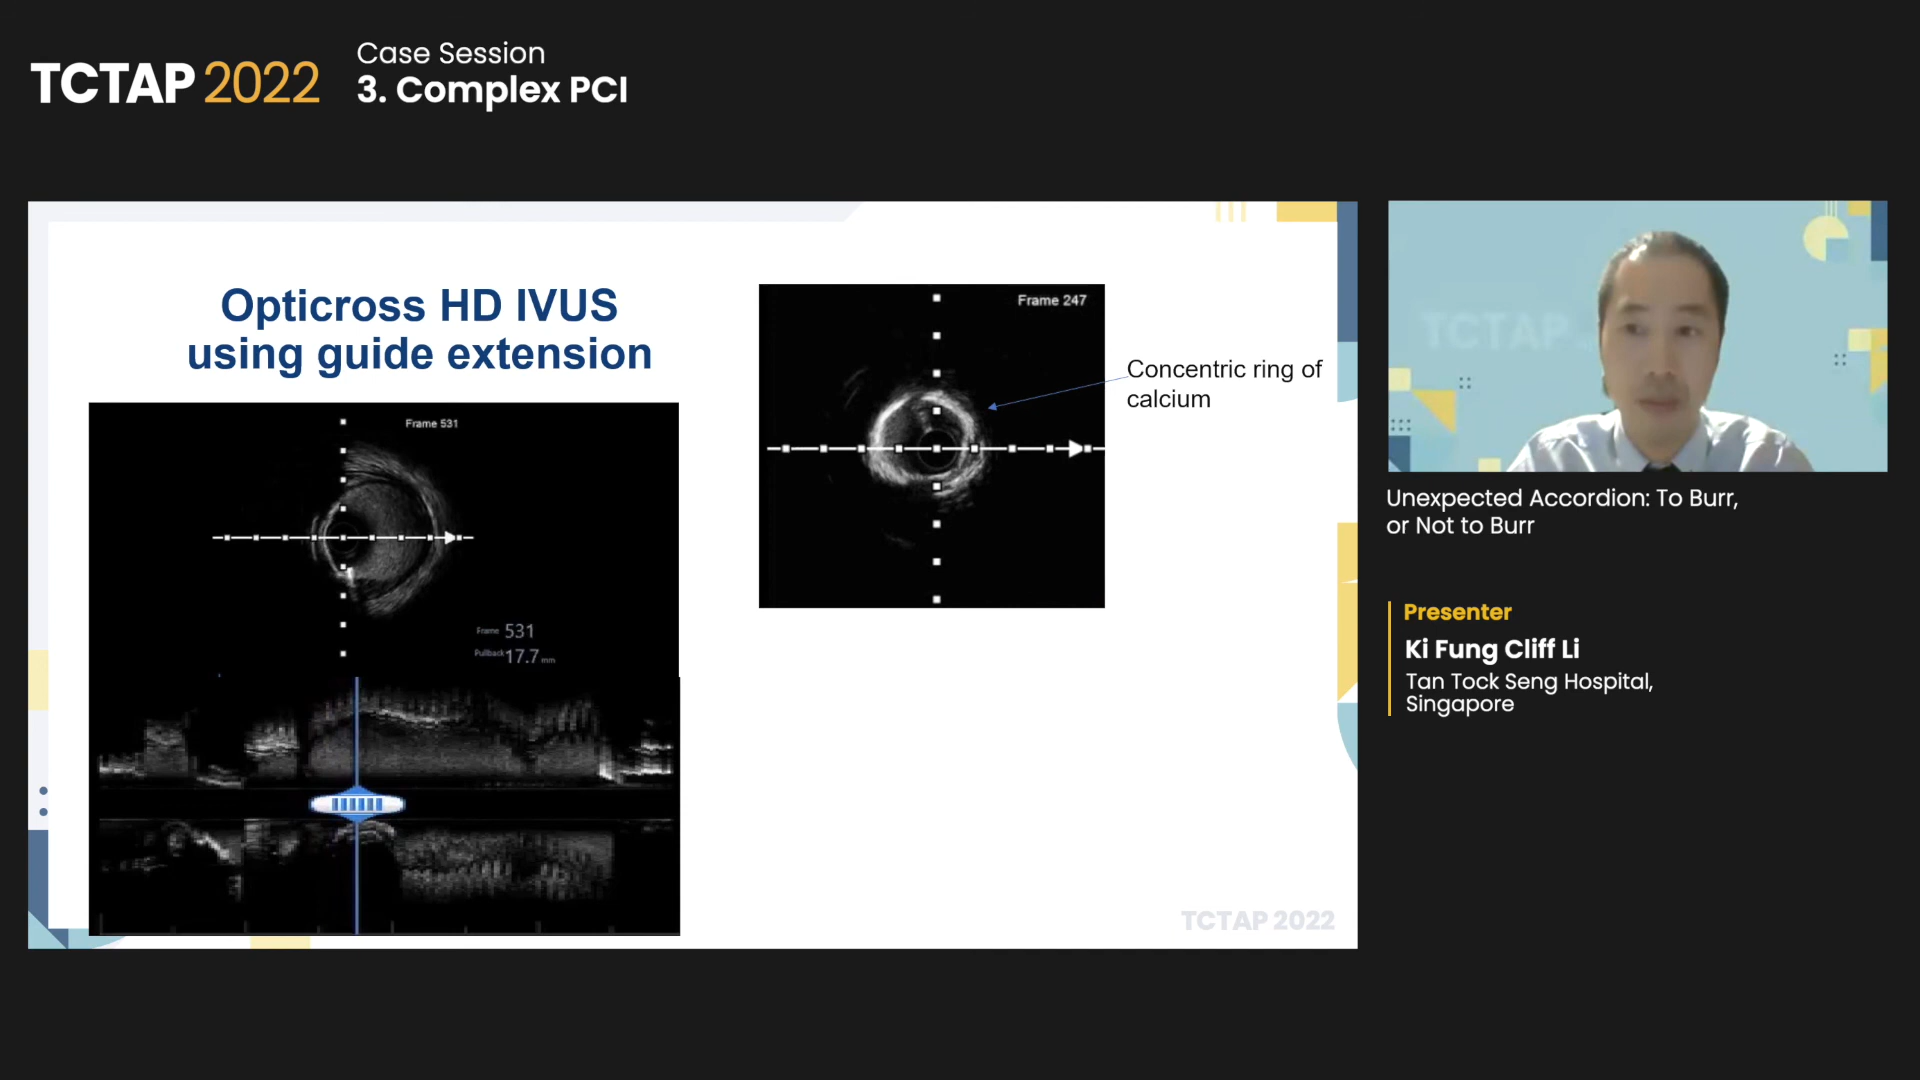 TCTAP 2022
Case Session
3. Complex PCI
Opticross HD IVUS
using guide extension
Frame 531
Frame 531
Pullback 17.7 mm
Frame 247
Concentric ring of
calcium
TCTAP 2022
TCTAP
Unexpected Accordion: To Burr,
or Not to Burr
Presenter
Ki Fung Cliff Li
Tan Tock Seng Hospital,
Singapore